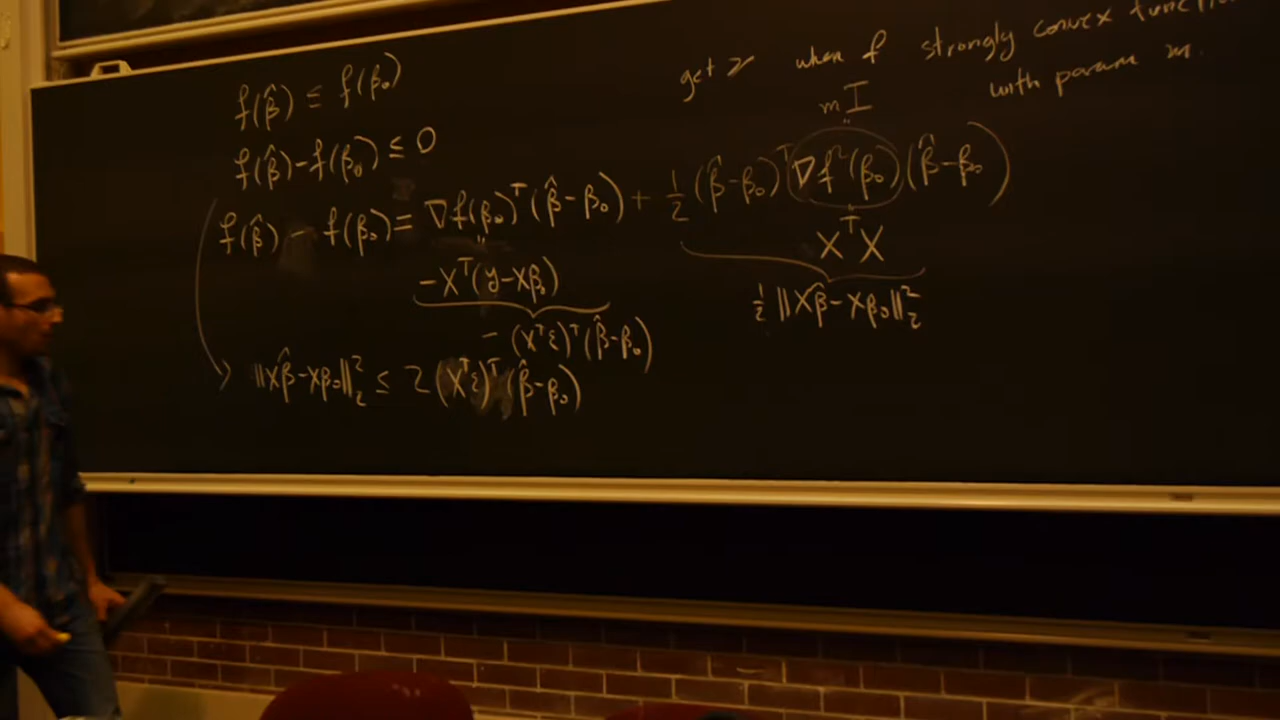 f(β̂) ≤ f(β₀)
f(β̂) - f(β₀) ≤ 0
get ≥ when f strongly convex function
with param m.
m I
f(β̂) - f(β₀) = ∇f(β₀)ᵀ(β̂-β₀) + ½ (β̂-β₀)ᵀ ∇f²(β₀) (β̂-β₀)
XᵀX
-Xᵀ(y-Xβ₀)
½ ‖Xβ̂ - Xβ₀‖₂²
- (Xᵀε)ᵀ(β̂-β₀)
‖Xβ̂-Xβ₀‖₂² ≤ 2 (Xᵀε)ᵀ(β̂-β₀)